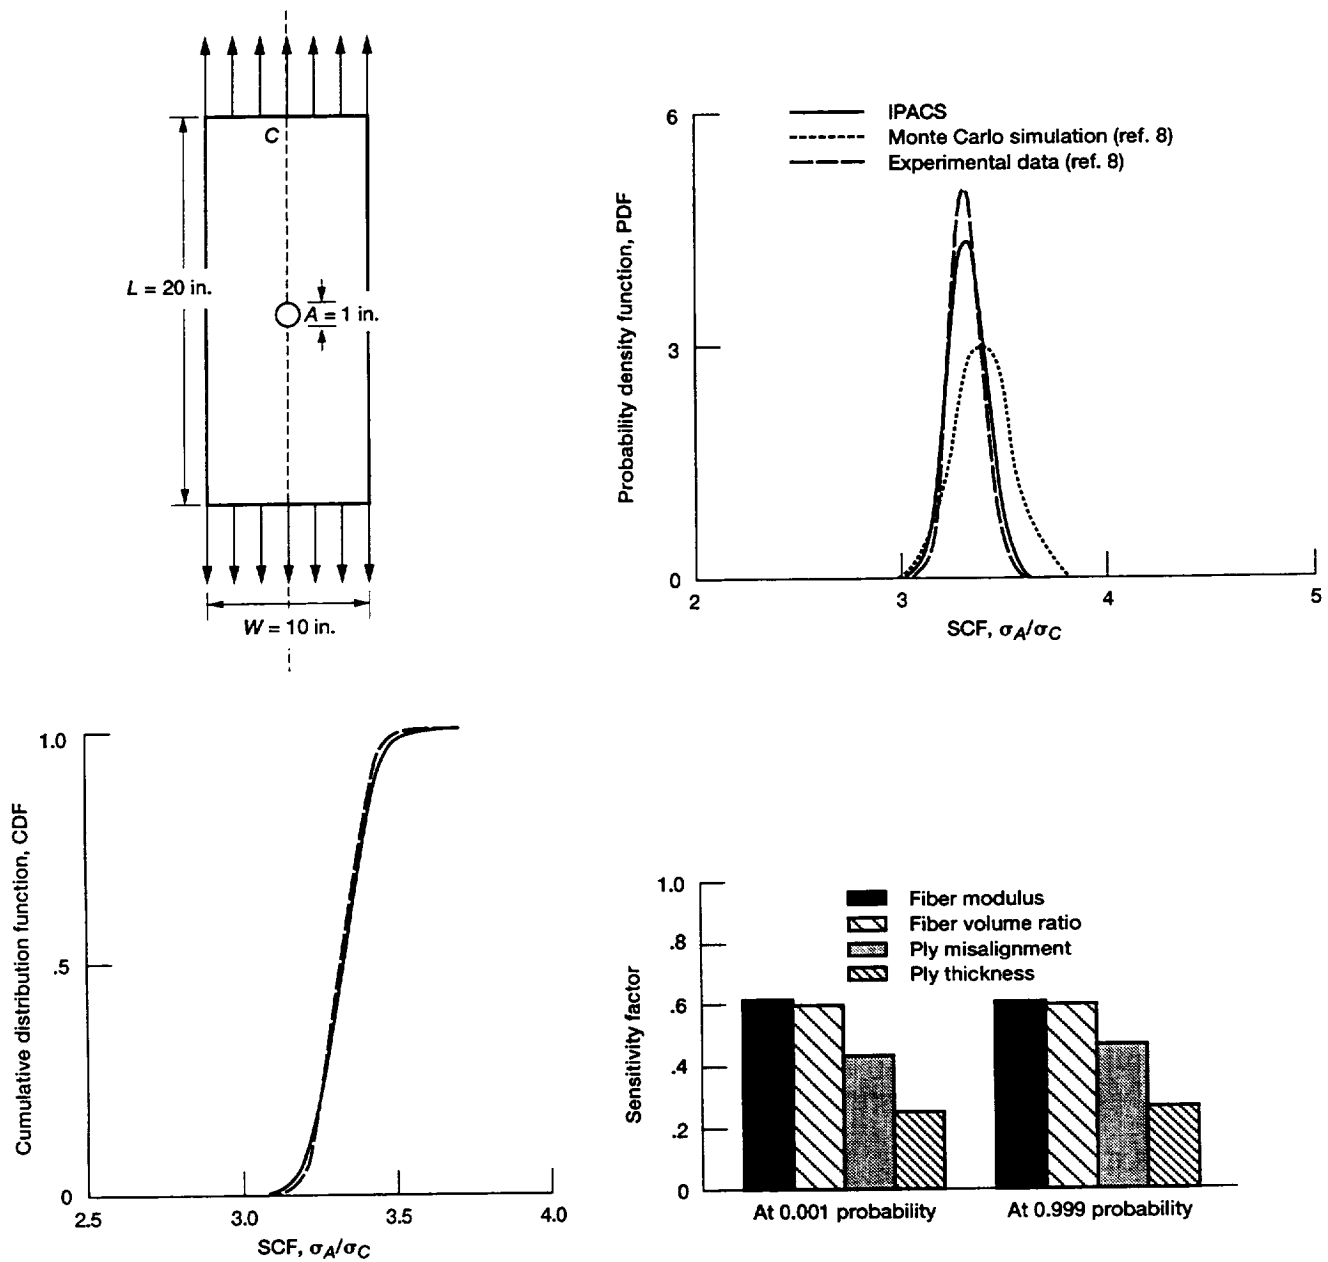 C
L = 20 in.
A = 1 in.
W = 10 in.
6
3
0
2
3
4
5
Probability density function, PDF
SCF, σA/σC
IPACS
Monte Carlo simulation (ref. 8)
Experimental data (ref. 8)
1.0
.5
0
2.5
3.0
3.5
4.0
Cumulative distribution function, CDF
SCF, σA/σC
1.0
.8
.6
.4
.2
0
Sensitivity factor
Fiber modulus
Fiber volume ratio
Ply misalignment
Ply thickness
At 0.001 probability
At 0.999 probability